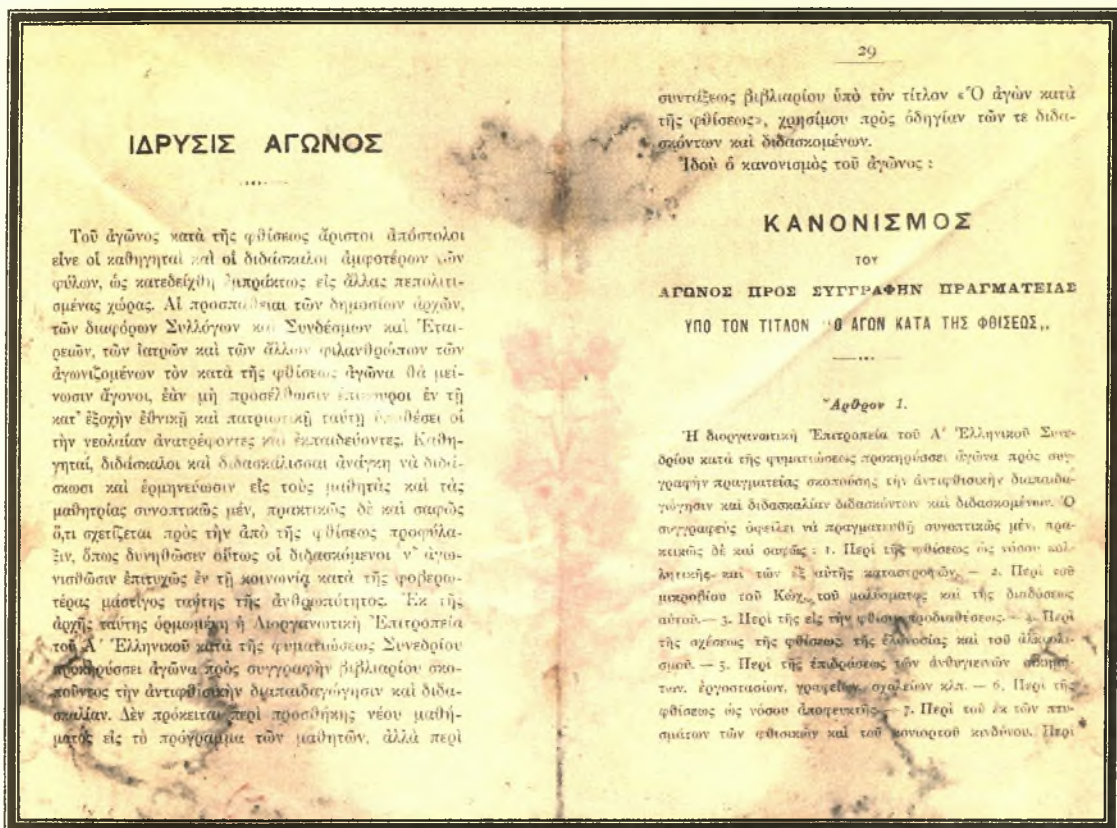 ΙΔΡΥΣΙΣ ΑΓΩΝΟΣ
Τοῦ ἀγῶνος κατὰ τῆς φθίσεως ἄριστοι ἀπόστολοι
εἶνε οἱ καθηγηταὶ καὶ οἱ διδάσκαλοι ἀμφοτέρων τῶν
φύλων, ὡς κατεδείχθη ἐμπράκτως εἰς ἄλλας πεπολιτι-
σμένας χώρας. Αἱ προσπάθειαι τῶν δημοσίων ἀρχῶν,
τῶν διαφόρων Συλλόγων καὶ Συνδέσμων καὶ Ἑται-
ρειῶν, τῶν ἰατρῶν καὶ τῶν ἄλλων φιλανθρώπων τῶν
ἀγωνιζομένων τὸν κατὰ τῆς φθίσεως ἀγῶνα θὰ μεί-
νωσιν ἄγονοι, ἐὰν μὴ προσέλθωσιν ἐπίκουροι ἐν τῇ
κατ' ἐξοχὴν ἐθνικῇ καὶ πατριωτικῇ ταύτῃ ὑποθέσει οἱ
τὴν νεολαίαν ἀνατρέφοντες καὶ ἐκπαιδεύοντες. Καθη-
γηταί, διδάσκαλοι καὶ διδασκάλισσαι ἀνάγκη νὰ διδά-
σκωσι καὶ ἑρμηνεύωσιν εἰς τοὺς μαθητὰς καὶ τὰς
μαθητρίας συνοπτικῶς μέν, πρακτικῶς δὲ καὶ σαφῶς
ὅ,τι σχετίζεται πρὸς τὴν ἀπὸ τῆς φθίσεως προφύλα-
ξιν, ὅπως δυνηθῶσιν οὕτως οἱ διδασκόμενοι ν' ἀγω-
νισθῶσιν ἐπιτυχῶς ἐν τῇ κοινωνίᾳ κατὰ τῆς φοβερω-
τέρας μάστιγος ταύτης τῆς ἀνθρωπότητος. Ἐκ τῆς
ἀρχῆς ταύτης ὁρμωμένη ἡ Διοργανωτικὴ Ἐπιτροπεία
τοῦ Α΄ Ἑλληνικοῦ κατὰ τῆς φυματιώσεως Συνεδρίου
προκηρύσσει ἀγῶνα πρὸς συγγραφὴν βιβλιαρίου σκο-
ποῦντος τὴν ἀντιφθισικὴν διαπαιδαγώγησιν καὶ διδα-
σκαλίαν. Δὲν πρόκειται περὶ προσθήκης νέου μαθή-
ματος εἰς τὸ πρόγραμμα τῶν μαθητῶν, ἀλλὰ περὶ
29
συντάξεως βιβλιαρίου ὑπὸ τὸν τίτλον «Ὁ ἀγὼν κατὰ
τῆς φθίσεως», χρησίμου πρὸς ὁδηγίαν τῶν τε διδα-
σκόντων καὶ διδασκομένων.
Ἰδοὺ ὁ κανονισμὸς τοῦ ἀγῶνος :
ΚΑΝΟΝΙΣΜΟΣ
ΤΟΥ
ΑΓΩΝΟΣ ΠΡΟΣ ΣΥΓΓΡΑΦΗΝ ΠΡΑΓΜΑΤΕΙΑΣ
ΥΠΟ ΤΟΝ ΤΙΤΛΟΝ „Ο ΑΓΩΝ ΚΑΤΑ ΤΗΣ ΦΘΙΣΕΩΣ„
Ἄρθρον 1.
Ἡ διοργανωτικὴ Ἐπιτροπεία τοῦ Α΄ Ἑλληνικοῦ Συνε-
δρίου κατὰ τῆς φυματιώσεως προκηρύσσει ἀγῶνα πρὸς συγ-
γραφὴν πραγματείας σκοπούσης τὴν ἀντιφθισικὴν διαπαιδα-
γώγησιν καὶ διδασκαλίαν διδασκόντων καὶ διδασκομένων. Ὁ
συγγραφεὺς ὀφείλει νὰ πραγματευθῇ συνοπτικῶς μέν, πρα-
κτικῶς δὲ καὶ σαφῶς : 1. Περὶ τῆς φθίσεως ὡς νόσου κολ-
λητικῆς καὶ τῶν ἐξ αὐτῆς καταστροφῶν. — 2. Περὶ τοῦ
μικροβίου τοῦ Κώχ, τοῦ μολύσματος καὶ τῆς διαδόσεως
αὐτοῦ. — 3. Περὶ τῆς εἰς τὴν φθίσιν προδιαθέσεως. — 4. Περὶ
τῆς σχέσεως τῆς φθίσεως, τῆς ἑλονοσίας καὶ τοῦ ἀλκοολι-
σμοῦ. — 5. Περὶ τῆς ἐπιδράσεως τῶν ἀνθυγιεινῶν οἰκημά-
των, ἐργοστασίων, γραφείων, σχολείων κλπ. — 6. Περὶ τῆς
φθίσεως ὡς νόσου ἀποφευκτῆς. — 7. Περὶ τοῦ ἐκ τῶν πτυ-
σμάτων τῶν φθισικῶν καὶ τοῦ κονιορτοῦ κινδύνου. Περὶ